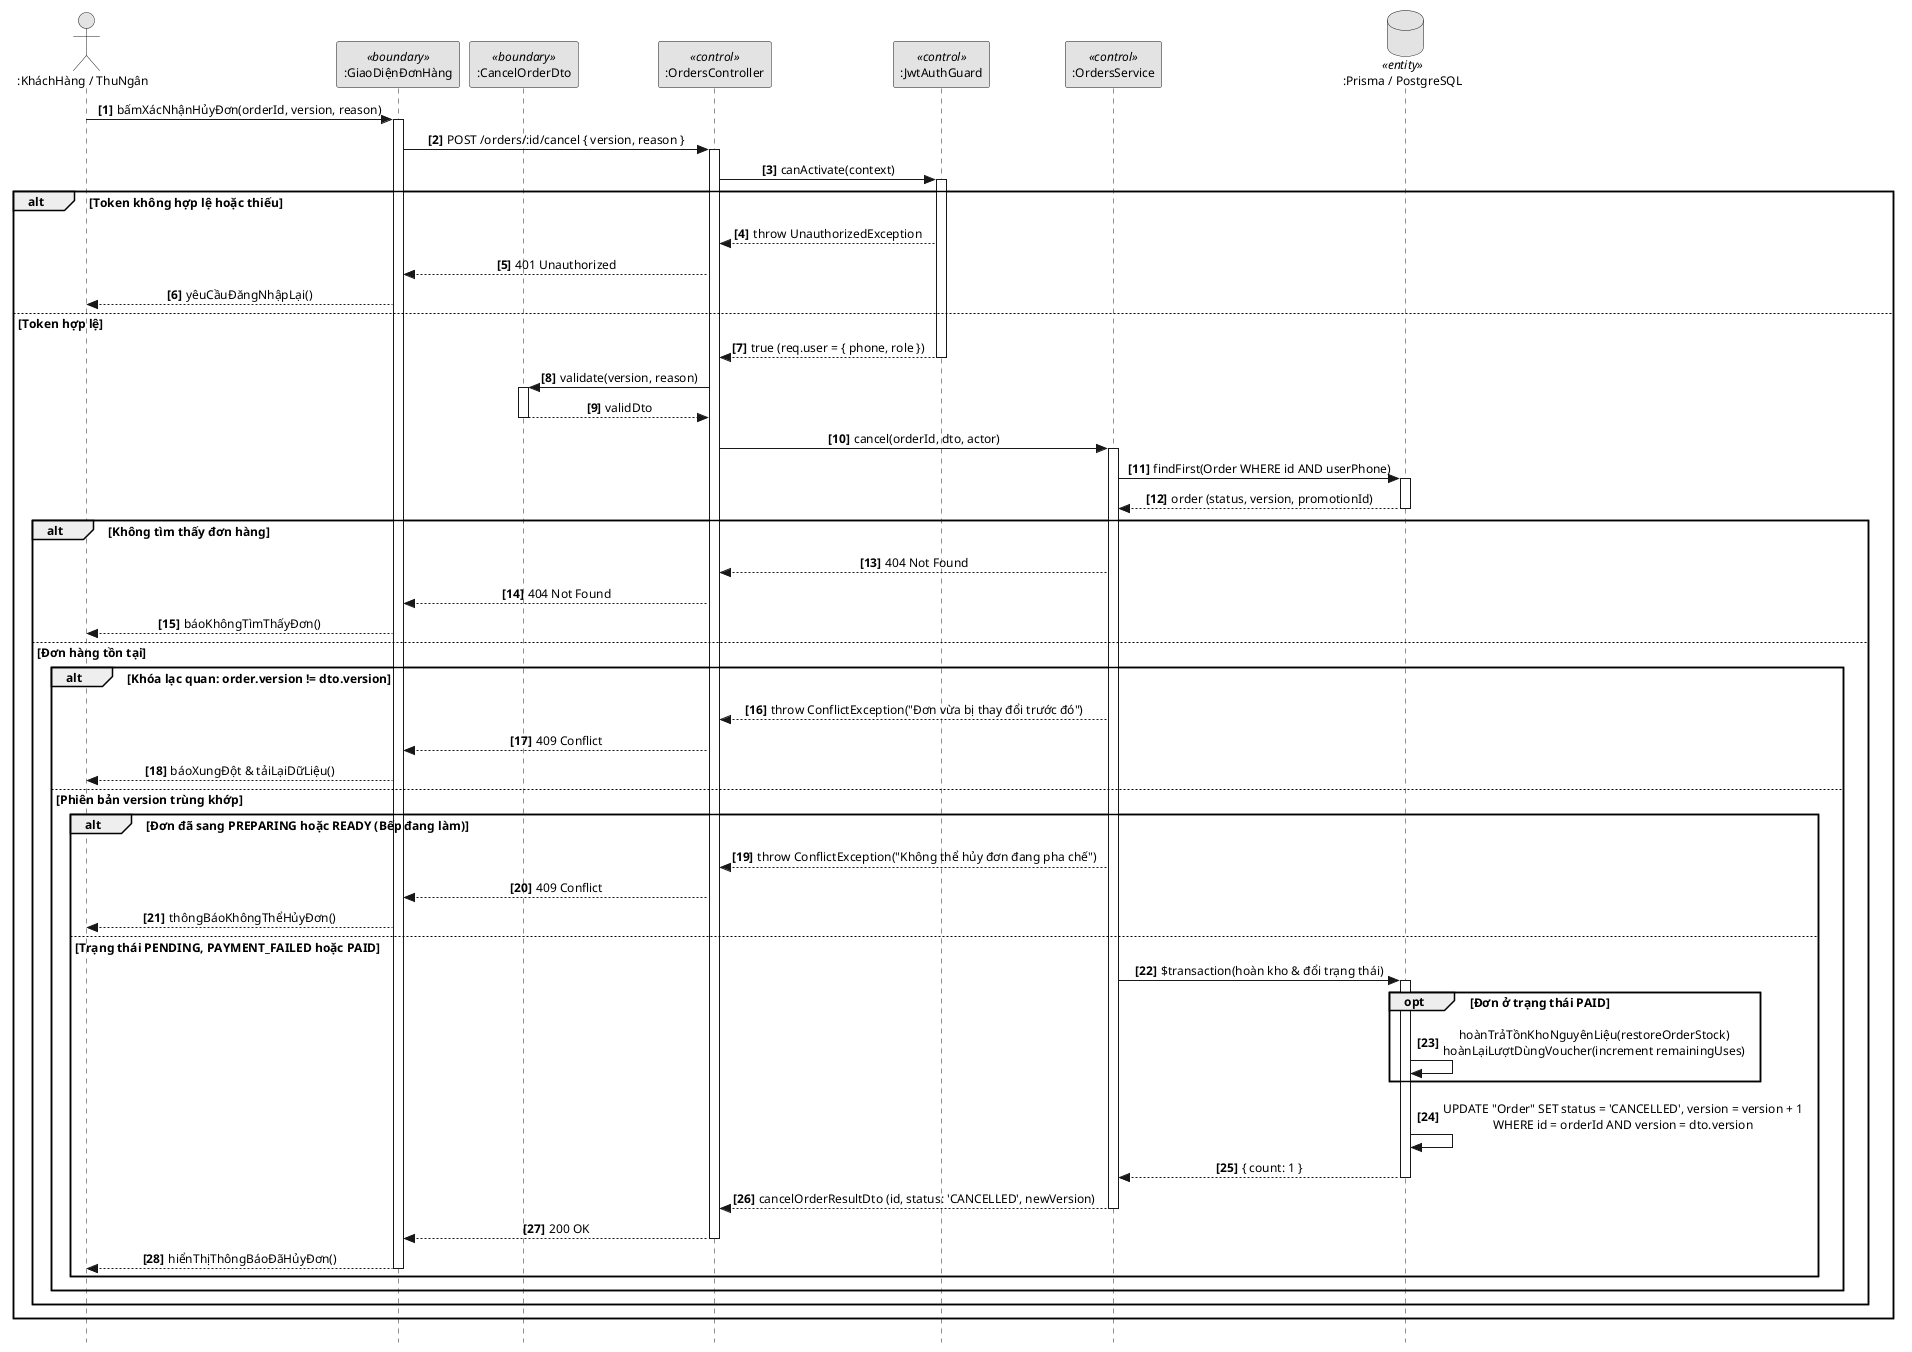 :KháchHàng / ThuNgân
«boundary»
:GiaoDiệnĐơnHàng
«boundary»
:CancelOrderDto
«control»
:OrdersController
«control»
:JwtAuthGuard
«control»
:OrdersService
«entity»
:Prisma / PostgreSQL
[1] bấmXácNhậnHủyĐơn(orderId, version, reason)
[2] POST /orders/:id/cancel { version, reason }
[3] canActivate(context)
alt [Token không hợp lệ hoặc thiếu]
[4] throw UnauthorizedException
[5] 401 Unauthorized
[6] yêuCầuĐăngNhậpLại()
[Token hợp lệ]
[7] true (req.user = { phone, role })
[8] validate(version, reason)
[9] validDto
[10] cancel(orderId, dto, actor)
[11] findFirst(Order WHERE id AND userPhone)
[12] order (status, version, promotionId)
alt [Không tìm thấy đơn hàng]
[13] 404 Not Found
[14] 404 Not Found
[15] báoKhôngTìmThấyĐơn()
[Đơn hàng tồn tại]
alt [Khóa lạc quan: order.version != dto.version]
[16] throw ConflictException("Đơn vừa bị thay đổi trước đó")
[17] 409 Conflict
[18] báoXungĐột & tảiLạiDữLiệu()
[Phiên bản version trùng khớp]
alt [Đơn đã sang PREPARING hoặc READY (Bếp đang làm)]
[19] throw ConflictException("Không thể hủy đơn đang pha chế")
[20] 409 Conflict
[21] thôngBáoKhôngThểHủyĐơn()
[Trạng thái PENDING, PAYMENT_FAILED hoặc PAID]
[22] $transaction(hoàn kho & đổi trạng thái)
opt [Đơn ở trạng thái PAID]
[23] hoànTrảTồnKhoNguyênLiệu(restoreOrderStock)
hoànLạiLượtDùngVoucher(increment remainingUses)
[24] UPDATE "Order" SET status = 'CANCELLED', version = version + 1
WHERE id = orderId AND version = dto.version
[25] { count: 1 }
[26] cancelOrderResultDto (id, status: 'CANCELLED', newVersion)
[27] 200 OK
[28] hiểnThịThôngBáoĐãHủyĐơn()